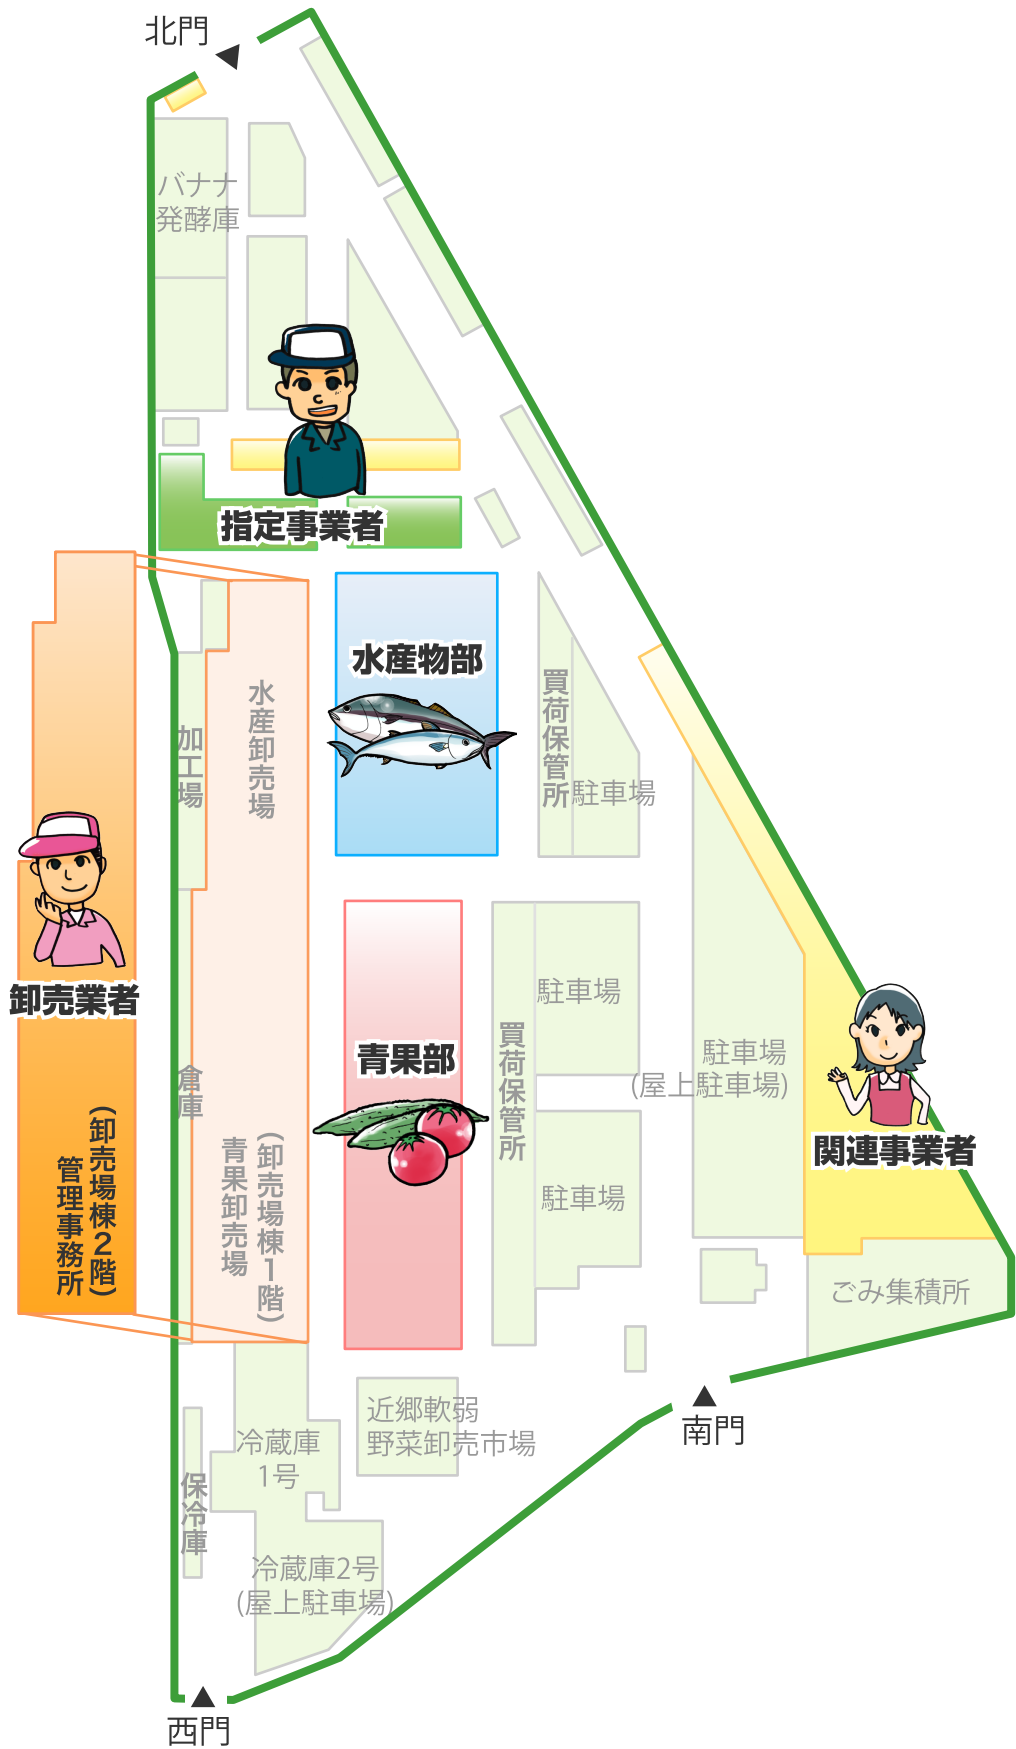 北門
バナナ
発酵庫
指定事業者
水産物部
水産卸売場
加工場
買荷保管所
駐車場
卸売業者
青果部
買荷保管所
駐車場
駐車場
(屋上駐車場)
関連事業者
倉庫
(卸売場棟2階)
管理事務所
(卸売場棟1階)
青果卸売場
駐車場
ごみ集積所
近郷軟弱
野菜卸売市場
南門
冷蔵庫
1号
保冷庫
冷蔵庫2号
(屋上駐車場)
西門